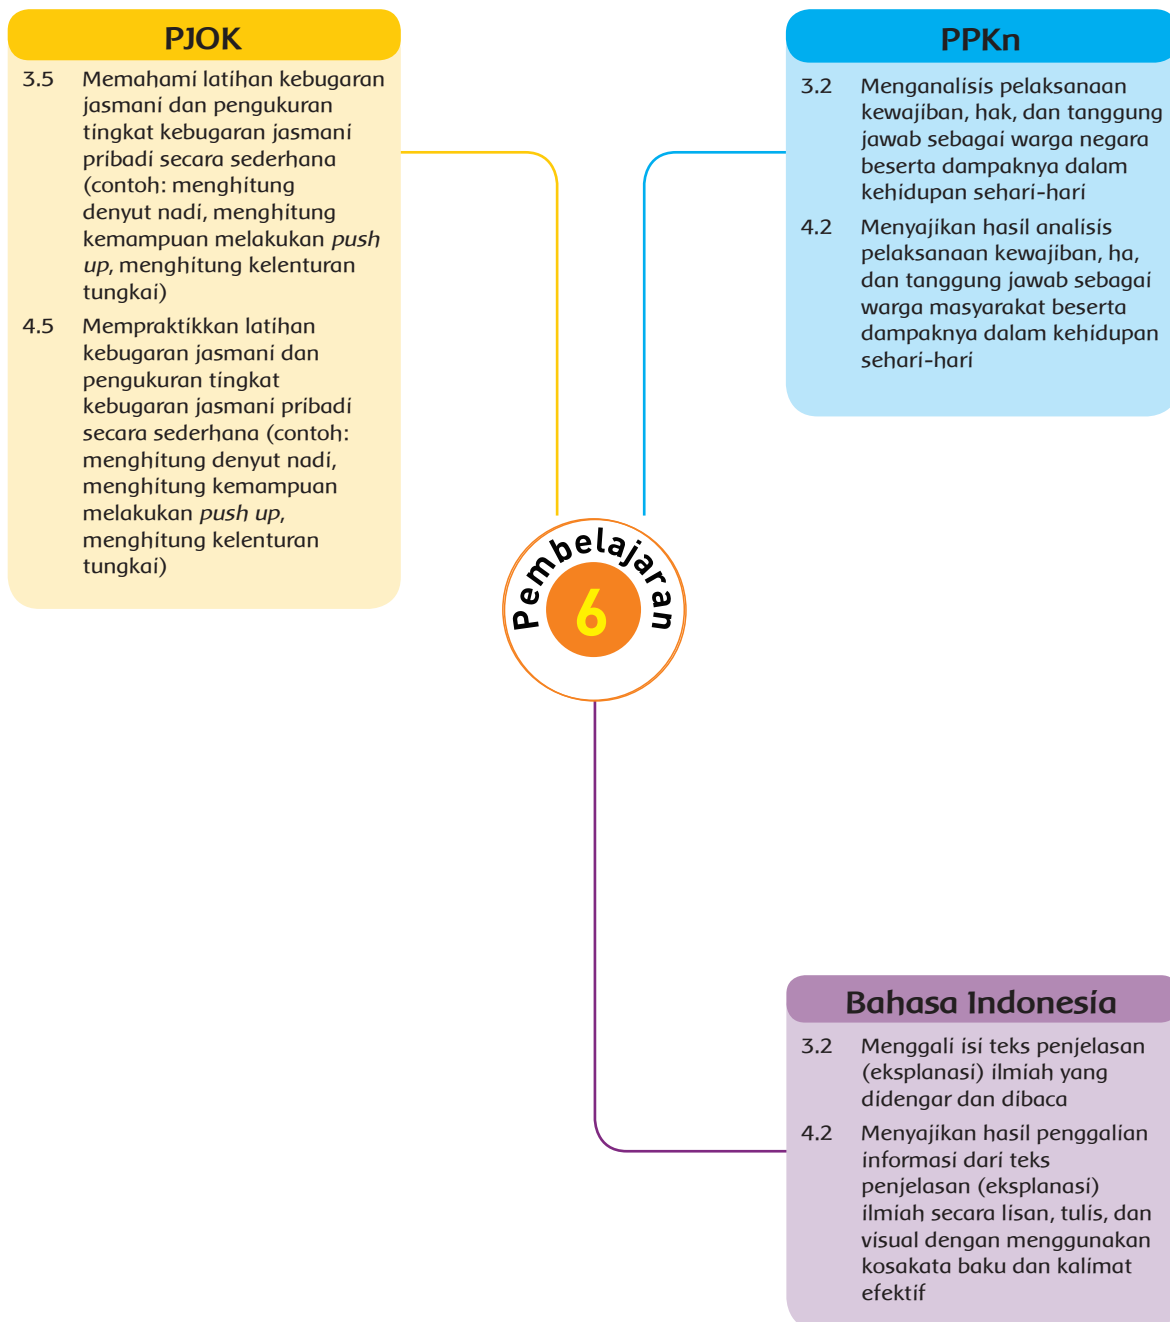 PJOK
3.5 Memahami latihan kebugaran
jasmani dan pengukuran
tingkat kebugaran jasmani
pribadi secara sederhana
(contoh: menghitung
denyut nadi, menghitung
kemampuan melakukan push
up, menghitung kelenturan
tungkai)
4.5 Mempraktikkan latihan
kebugaran jasmani dan
pengukuran tingkat
kebugaran jasmani pribadi
secara sederhana (contoh:
menghitung denyut nadi,
menghitung kemampuan
melakukan push up,
menghitung kelenturan
tungkai)
PPKn
3.2 Menganalisis pelaksanaan
kewajiban, hak, dan tanggung
jawab sebagai warga negara
beserta dampaknya dalam
kehidupan sehari-hari
4.2 Menyajikan hasil analisis
pelaksanaan kewajiban, ha,
dan tanggung jawab sebagai
warga masyarakat beserta
dampaknya dalam kehidupan
sehari-hari
Pembelajaran
6
Bahasa Indonesia
3.2 Menggali isi teks penjelasan
(eksplanasi) ilmiah yang
didengar dan dibaca
4.2 Menyajikan hasil penggalian
informasi dari teks
penjelasan (eksplanasi)
ilmiah secara lisan, tulis, dan
visual dengan menggunakan
kosakata baku dan kalimat
efektif